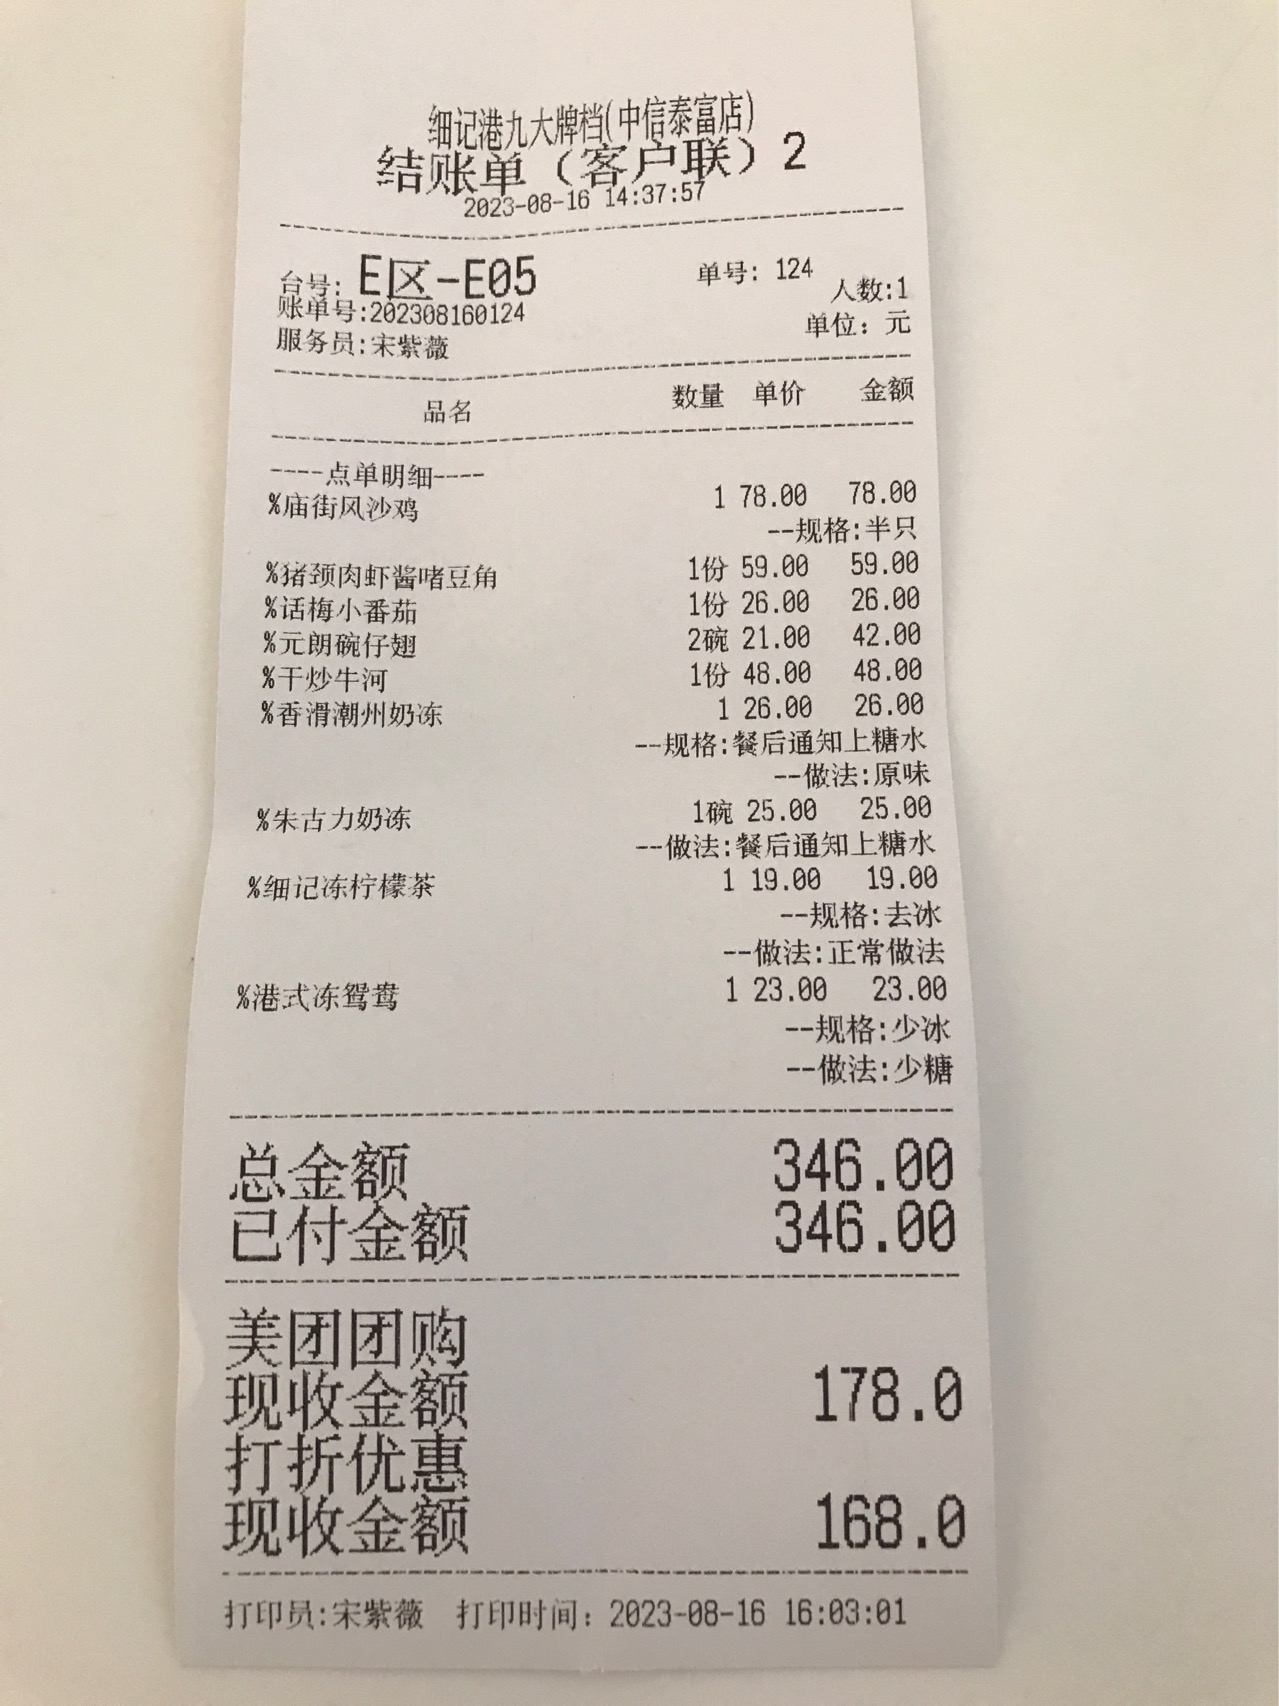 细记港九大牌档(中信泰富店)
结账单（客户联）2
2023-08-16 14:37:57
台号: E区-E05 单号: 124
人数:1
账单号:202308160124
单位: 元
服务员:宋紫薇
品名 数量 单价 金额
----点单明细----
%庙街风沙鸡 1 78.00 78.00
--规格:半只
%猪颈肉虾酱啫豆角 1份 59.00 59.00
%话梅小番茄 1份 26.00 26.00
%元朗碗仔翅 2碗 21.00 42.00
%干炒牛河 1份 48.00 48.00
%香滑潮州奶冻 1 26.00 26.00
--规格:餐后通知上糖水
--做法:原味
%朱古力奶冻 1碗 25.00 25.00
--做法:餐后通知上糖水
%细记冻柠檬茶 1 19.00 19.00
--规格:去冰
--做法:正常做法
%港式冻鸳鸯 1 23.00 23.00
--规格:少冰
--做法:少糖
总金额 346.00
已付金额 346.00
美团团购
现收金额 178.0
打折优惠
现收金额 168.0
打印员:宋紫薇 打印时间: 2023-08-16 16:03:01